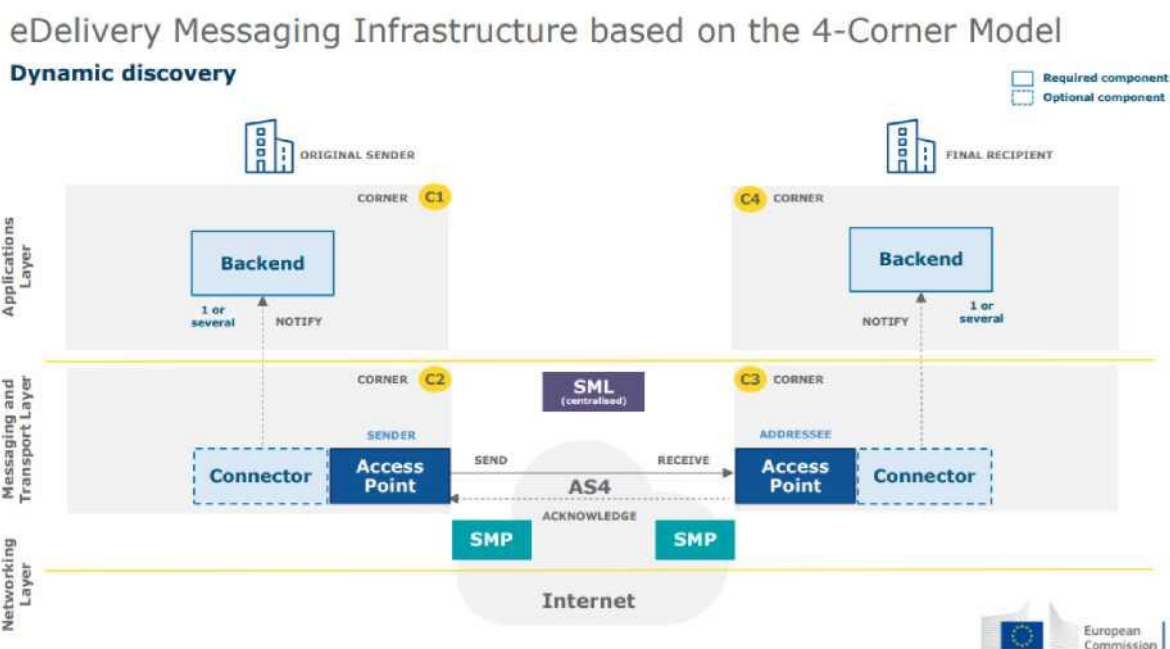 eDelivery Messaging Infrastructure based on the 4-Corner Model
Dynamic discovery
Required component
Optional component
ORIGINAL SENDER
FINAL RECIPIENT
Applications
Layer
CORNER C1
Backend
1 or
several
NOTIFY
C4 CORNER
Backend
NOTIFY
1 or
several
Messaging and
Transport Layer
CORNER C2
SENDER
Connector
Access
Point
SML
(centralised)
SEND
RECEIVE
AS4
ACKNOWLEDGE
SMP
SMP
C3 CORNER
ADDRESSEE
Access
Point
Connector
Networking
Layer
Internet
European
Commission